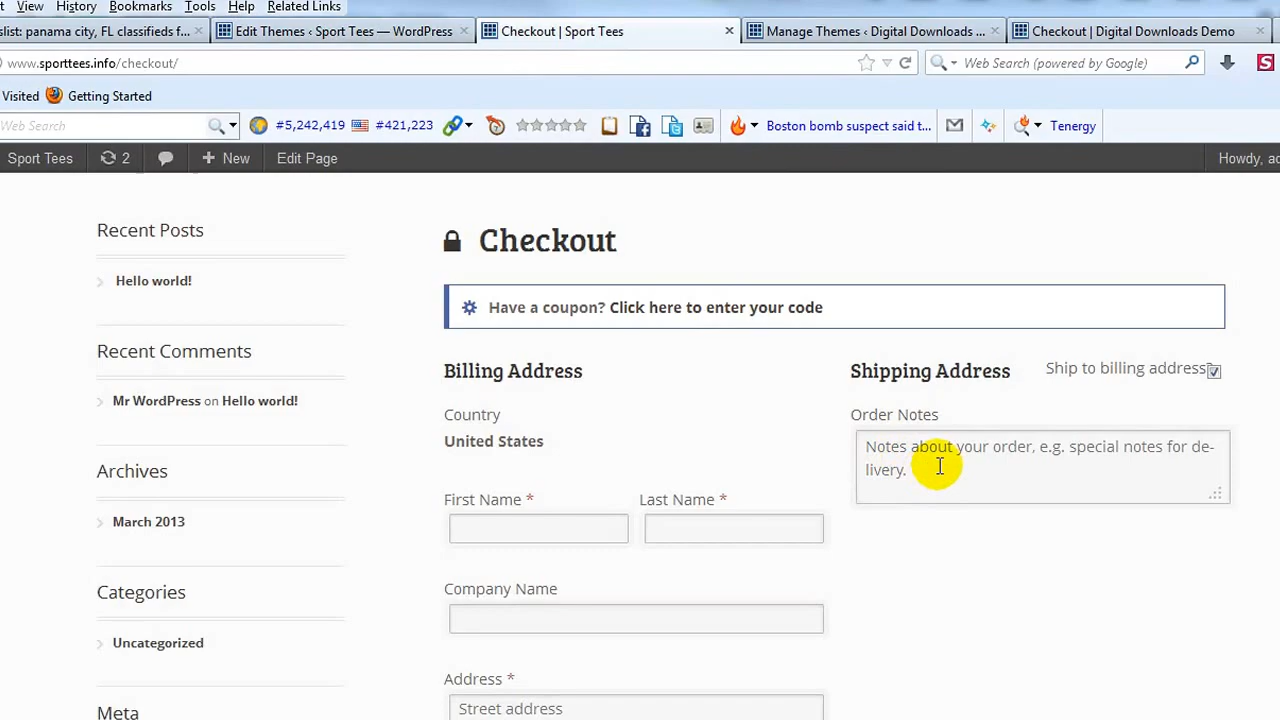 t View History Bookmarks Tools Help Related Links
slist: panama city, FL classifieds f... Edit Themes ‹ Sport Tees — WordPress Checkout | Sport Tees Manage Themes ‹ Digital Downloads ... Checkout | Digital Downloads Demo
www.sporttees.info/checkout/ Web Search (powered by Google) S
Visited Getting Started
Web Search #5,242,419 #421,223 Boston bomb suspect said t... Tenergy
Sport Tees 2 + New Edit Page Howdy, ad
Recent Posts
Hello world!
Recent Comments
Mr WordPress on Hello world!
Archives
March 2013
Categories
Uncategorized
Meta
Checkout
Have a coupon? Click here to enter your code
Billing Address
Country
United States
First Name * Last Name *
Company Name
Address *
Street address
Shipping Address Ship to billing address?
Order Notes
Notes about your order, e.g. special notes for de-
livery.